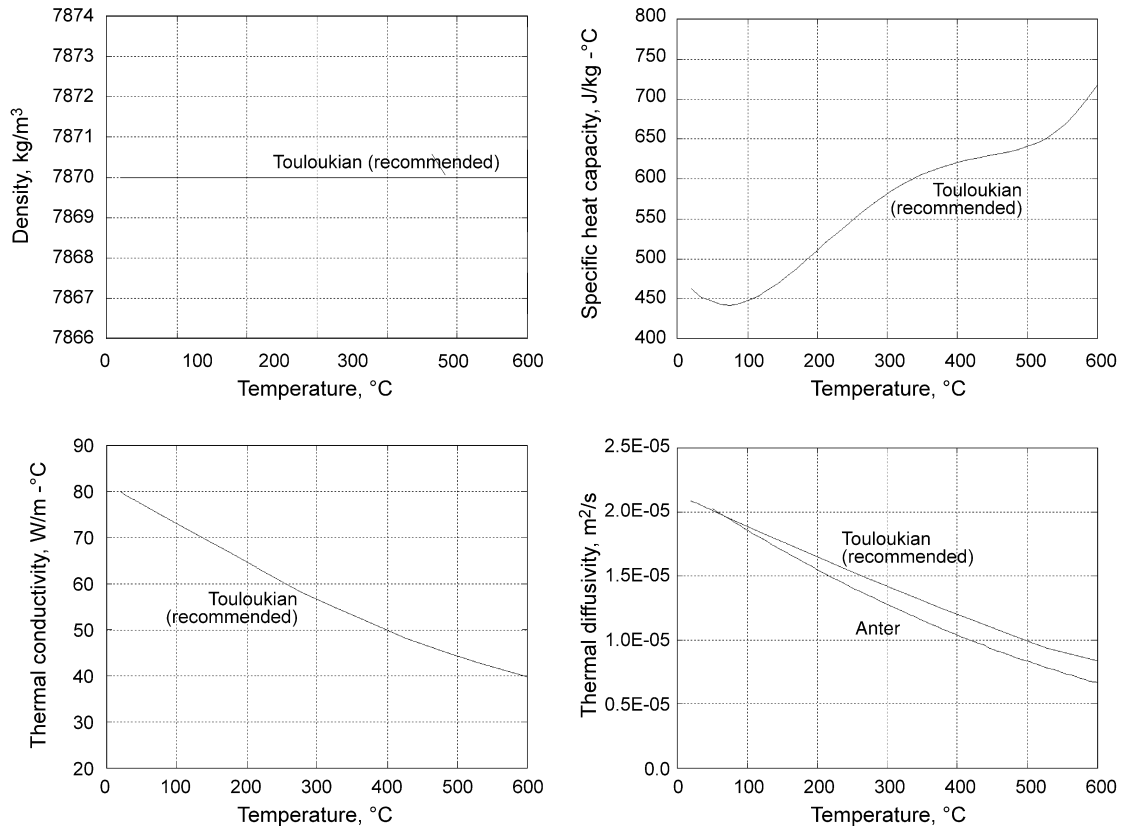 7874
7873
7872
7871
7870
7869
7868
7867
7866
Density, kg/m3
Touloukian (recommended)
0 100 200 300 300 500 600
Temperature, °C
800
750
700
650
600
550
500
450
400
Specific heat capacity, J/kg -°C
Touloukian
(recommended)
0 100 200 300 400 500 600
Temperature, °C
90
80
70
60
50
40
30
20
Thermal conductivity, W/m -°C
Touloukian
(recommended)
0 100 200 300 400 500 600
Temperature, °C
2.5E-05
2.0E-05
1.5E-05
1.0E-05
0.5E-05
0.0
Thermal diffusivity, m2/s
Touloukian
(recommended)
Anter
0 100 200 300 400 500 600
Temperature, °C